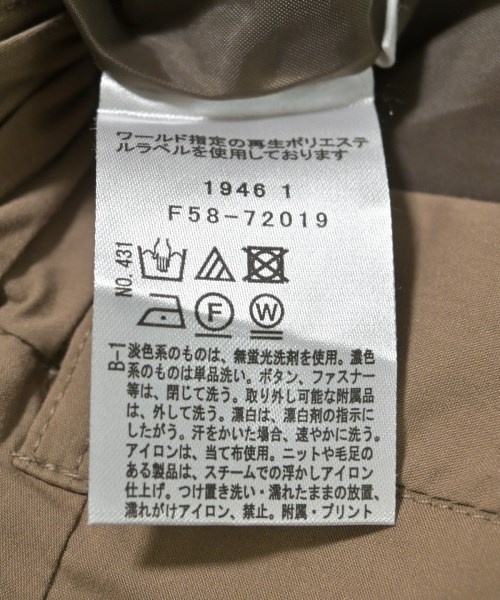 ワールド指定の再生ポリエステ
ルラベルを使用しております
1946 1
F58-72019
NO. 431
F W
B-1
淡色系のものは、無蛍光洗剤を使用。濃色
系のものは単品洗い。ボタン、ファスナー
等は、閉じて洗う。取り外し可能な附属品
は、外して洗う。漂白は、漂白剤の指示に
したがう。汗をかいた場合、速やかに洗う。
アイロンは、当て布使用。ニットや毛足の
ある製品は、スチームでの浮かしアイロン
仕上げ。つけ置き洗い・濡れたままの放置、
濡れがけアイロン、禁止。附属・プリント